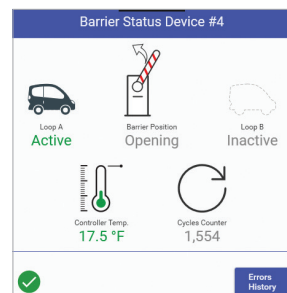 Barrier Status Device #4
Loop A
Active
Barrier Position
Opening
Loop B
Inactive
Controller Temp.
17.5 °F
Cycles Counter
1,554
Errors
History